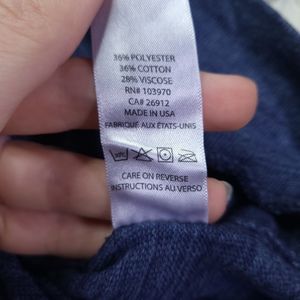 36% POLYESTER
36% COTTON
28% VISCOSE
RN# 103970
CA# 26912
MADE IN USA
FABRIQUÉ AUX ÉTATS-UNIS
CARE ON REVERSE
INSTRUCTIONS AU VERSO